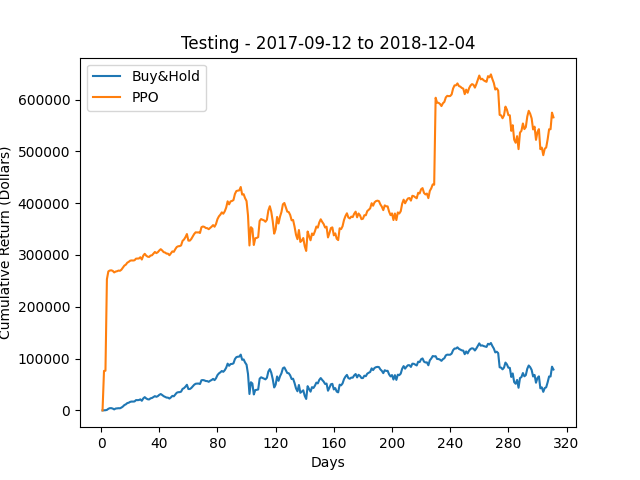 Testing - 2017-09-12 to 2018-12-04
Buy&Hold
PPO
Cumulative Return (Dollars)
600000
500000
400000
300000
200000
100000
0
0 40 80 120 160 200 240 280 320
Days